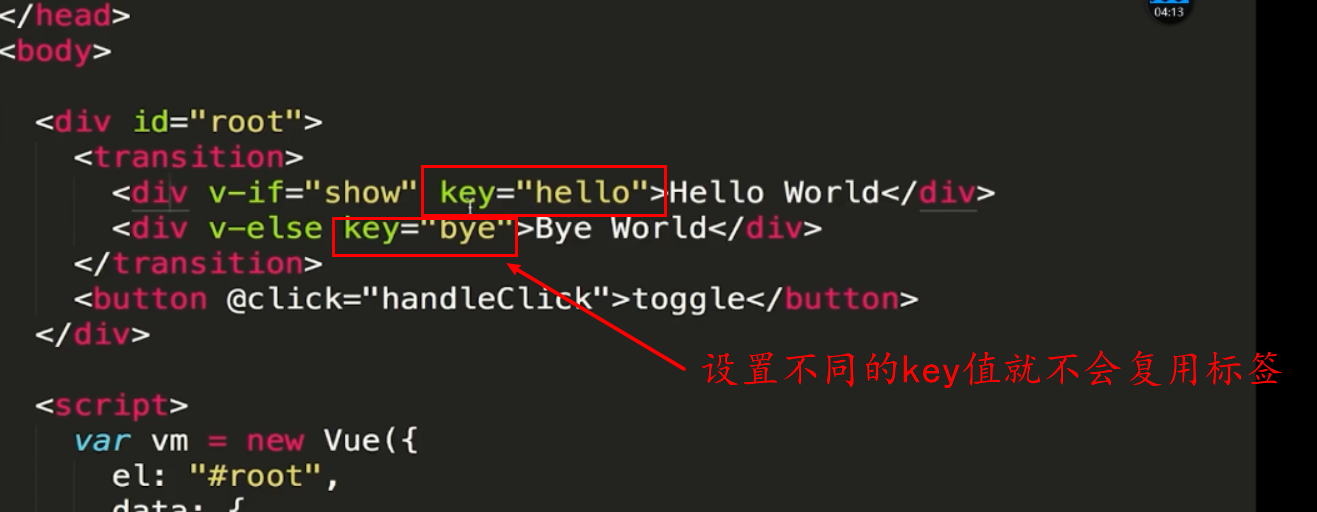 </head>
04:13
<body>
<div id="root">
<transition>
<div v-if="show" key="hello">Hello World</div>
<div v-else key="bye">Bye World</div>
</transition>
<button @click="handleClick">toggle</button>
</div>
设置不同的key值就不会复用标签
<script>
var vm = new Vue({
el: "#root",
data: {